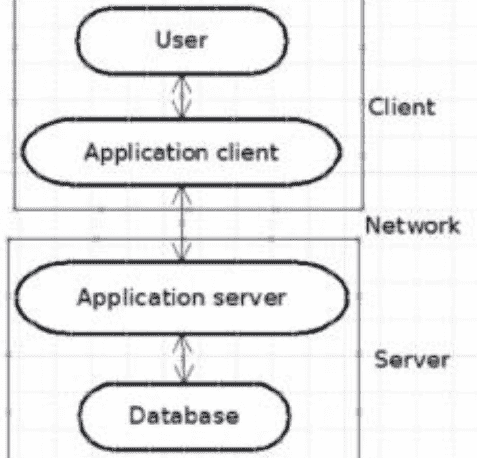 User
Client
Application client
Network
Application server
Server
Database